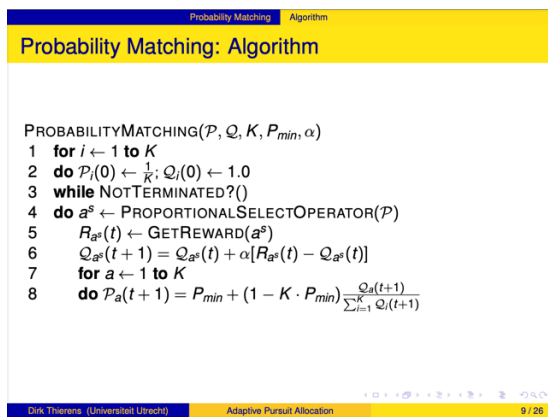 Probability Matching Algorithm
Probability Matching: Algorithm
PROBABILITYMATCHING(𝒫, 𝒬, K, P_min, α)
1 for i ← 1 to K
2 do 𝒫_i(0) ← 1/K; 𝒬_i(0) ← 1.0
3 while NOTTERMINATED?()
4 do a^s ← PROPORTIONALSELECTOPERATOR(𝒫)
5 R_{a^s}(t) ← GETREWARD(a^s)
6 𝒬_{a^s}(t + 1) = 𝒬_{a^s}(t) + α[R_{a^s}(t) − 𝒬_{a^s}(t)]
7 for a ← 1 to K
8 do 𝒫_a(t + 1) = P_min + (1 − K · P_min) 𝒬_a(t+1) / ∑_{i=1}^{K} 𝒬_i(t+1)
Dirk Thierens (Universiteit Utrecht) Adaptive Pursuit Allocation 9 / 26